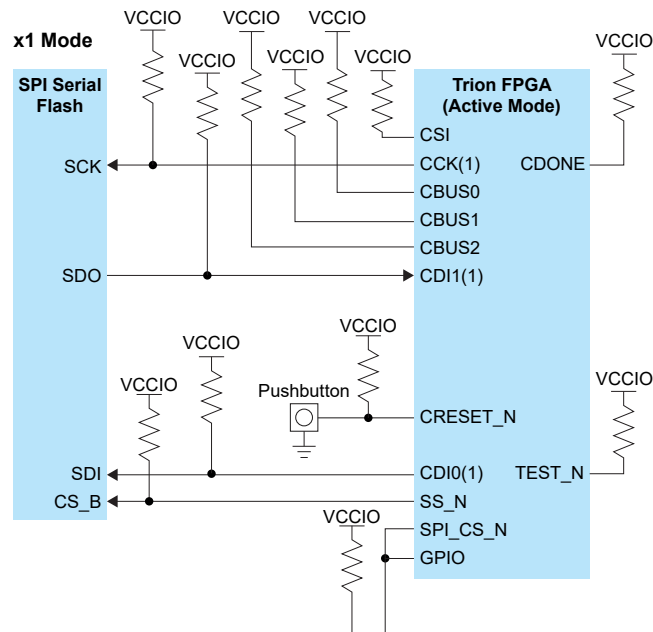 VCCIO
VCCIO
VCCIO
x1 Mode
VCCIO
VCCIO
VCCIO
VCCIO
SPI Serial
Flash
Trion FPGA
(Active Mode)
CSI
SCK
CCK(1)
CDONE
CBUS0
CBUS1
CBUS2
SDO
CDI1(1)
VCCIO
VCCIO
VCCIO
VCCIO
Pushbutton
CRESET_N
SDI
CDI0(1)
TEST_N
CS_B
SS_N
VCCIO
SPI_CS_N
GPIO